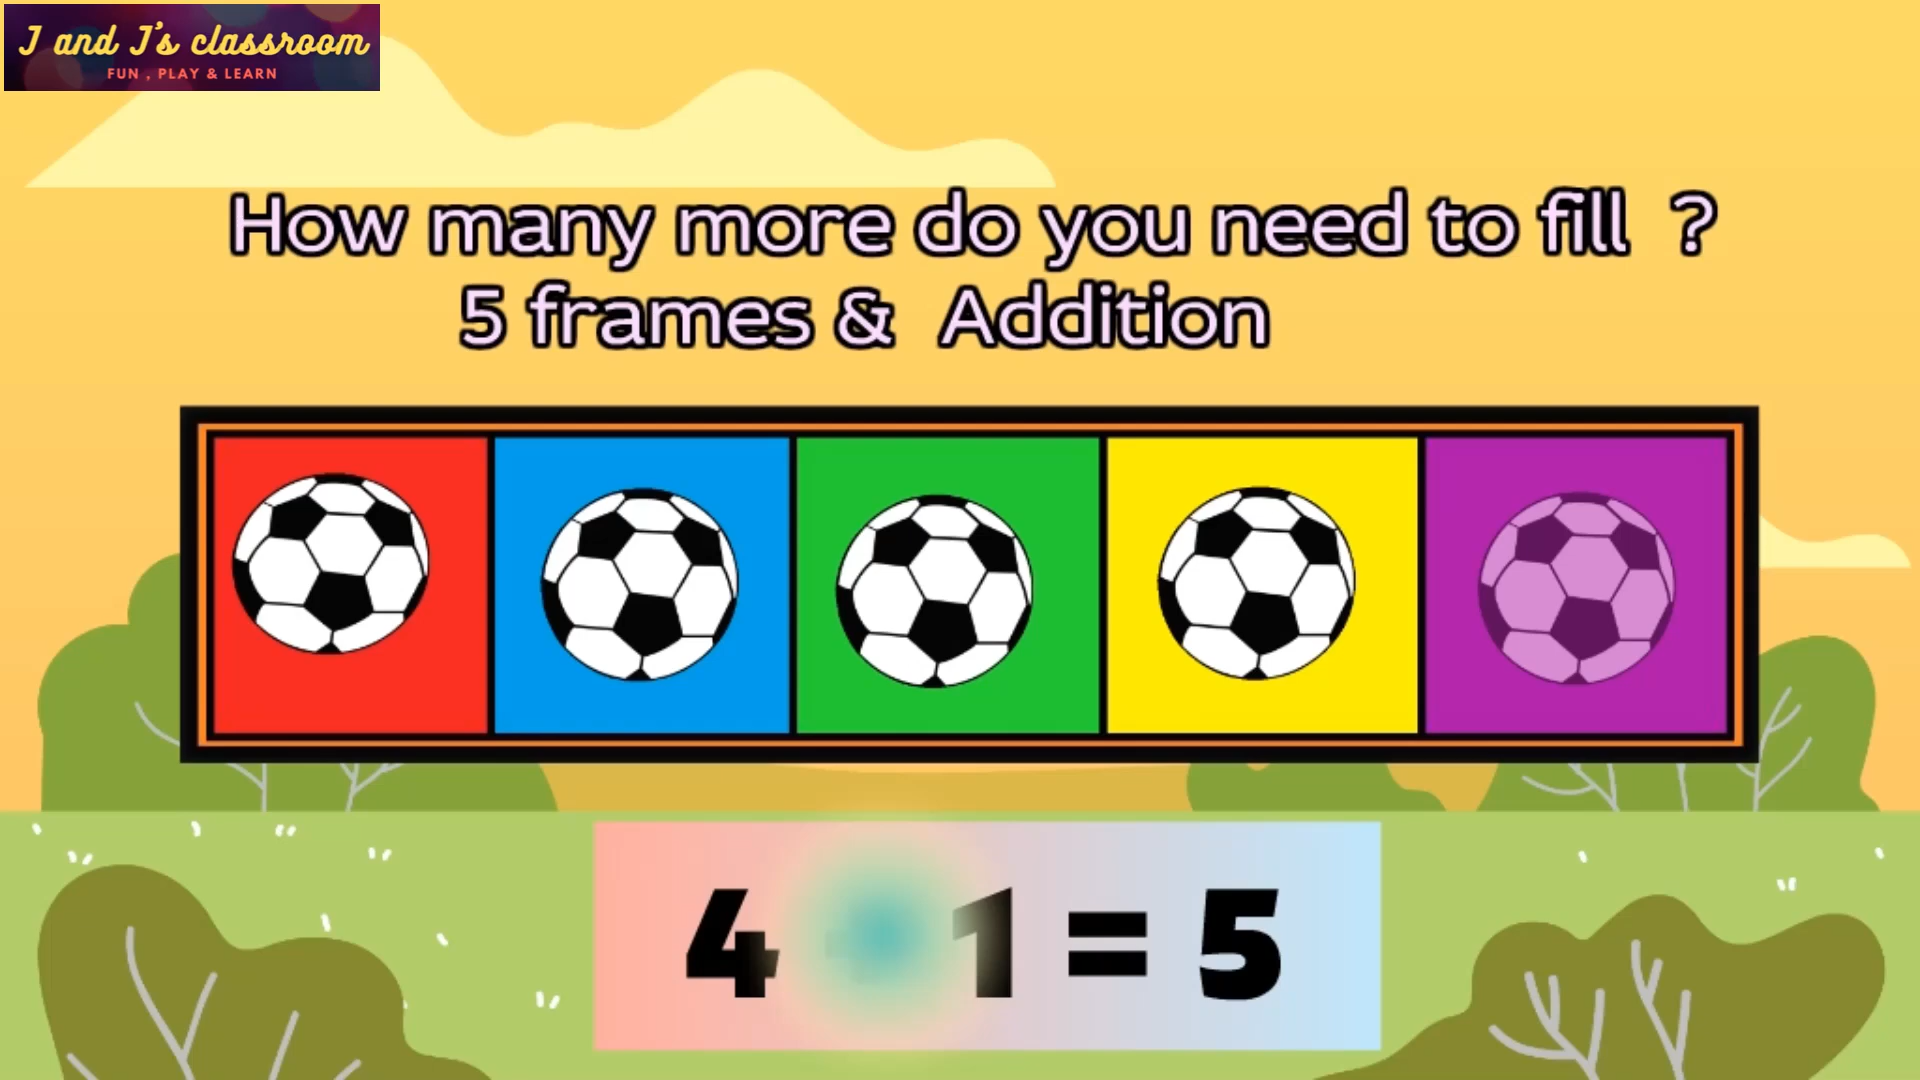 J and J's classroom
FUN , PLAY & LEARN
How many more do you need to fill ?
5 frames & Addition
4 1 = 5